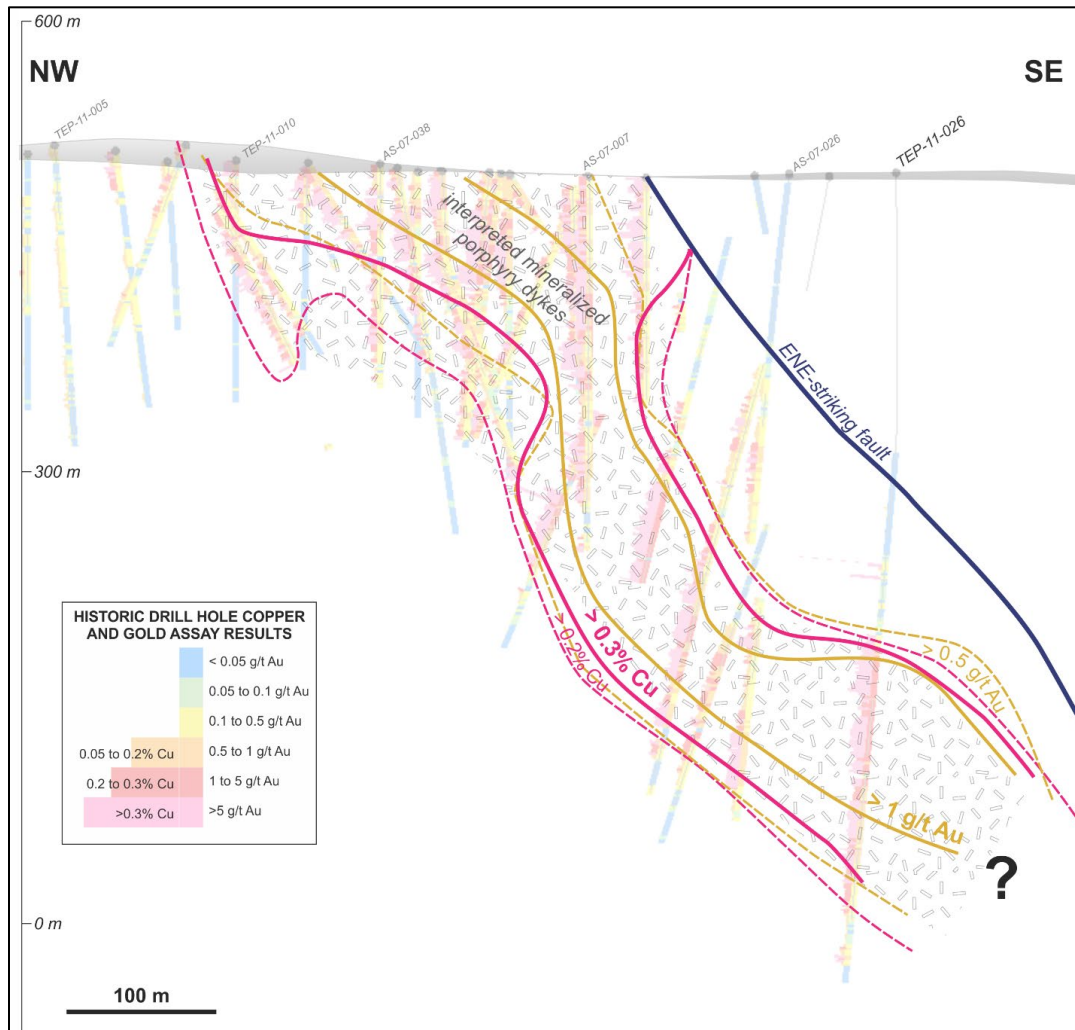 600 m
NW
SE
TEP-11-005
TEP-11-010
AS-07-038
AS-07-007
AS-07-026
TEP-11-026
interpreted mineralized
porphyry dykes
ENE-striking fault
300 m
HISTORIC DRILL HOLE COPPER
AND GOLD ASSAY RESULTS
< 0.05 g/t Au
0.05 to 0.1 g/t Au
0.1 to 0.5 g/t Au
0.05 to 0.2% Cu 0.5 to 1 g/t Au
0.2 to 0.3% Cu 1 to 5 g/t Au
>0.3% Cu >5 g/t Au
> 0.2% Cu
> 0.3% Cu
> 0.5 g/t Au
> 1 g/t Au
?
0 m
100 m